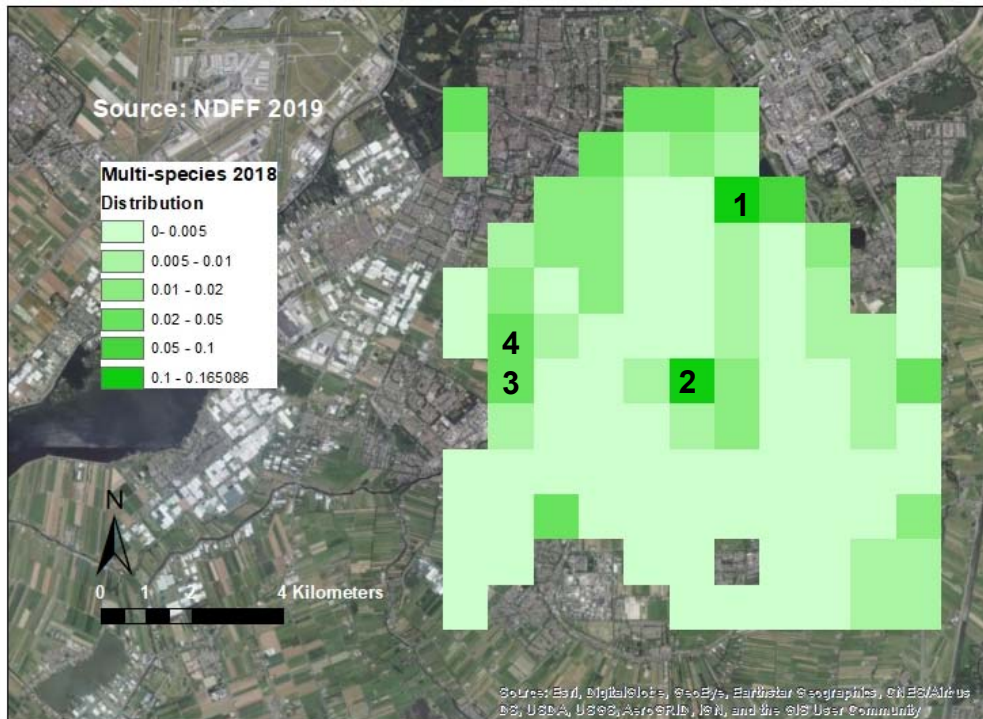 Source: NDFF 2019
Multi-species 2018
Distribution
0- 0.005
0.005 - 0.01
0.01 - 0.02
0.02 - 0.05
0.05 - 0.1
0.1 - 0.165086
1
4
3
2
N
0 1 2 4 Kilometers
Source: Esri, DigitalGlobe, GeoEye, Earthstar Geographics, CNES/Airbus
DS, USDA, USGS, AeroGRID, IGN, and the GIS User Community